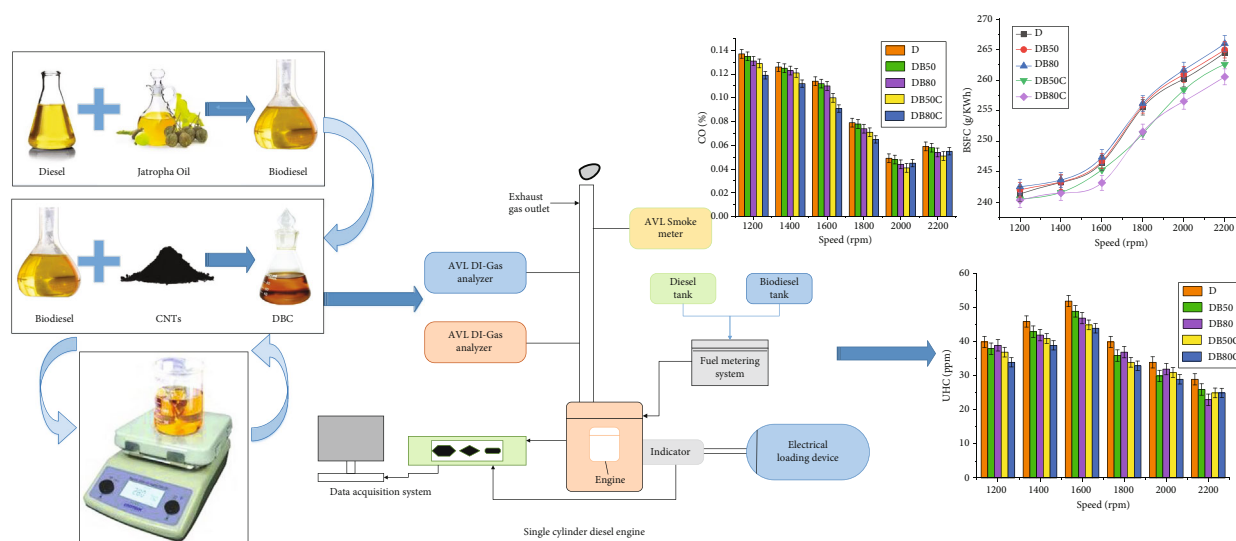 Diesel
Jatropha Oil
Biodiesel
Biodiesel
CNTs
DBC
Exhaust
gas outlet
AVL Smoke
meter
AVL DI-Gas
analyzer
AVL DI-Gas
analyzer
Diesel
tank
Biodiesel
tank
Fuel metering
system
Engine
Indicator
Electrical
loading device
Data acquisition system
Single cylinder diesel engine
CO (%)
0.14
0.12
0.10
0.08
0.06
0.04
0.02
0.00
1200 1400 1600 1800 2000 2200
Speed (rpm)
D
DB50
DB80
DB50C
DB80C
BSFC (g/KWh)
270
265
260
255
250
245
240
1200 1400 1600 1800 2000 2200
Speed (rpm)
D
DB50
DB80
DB50C
DB80C
UHC (ppm)
60
50
40
30
20
10
0
1200 1400 1600 1800 2000 2200
Speed (rpm)
D
DB50
DB80
DB50C
DB80C